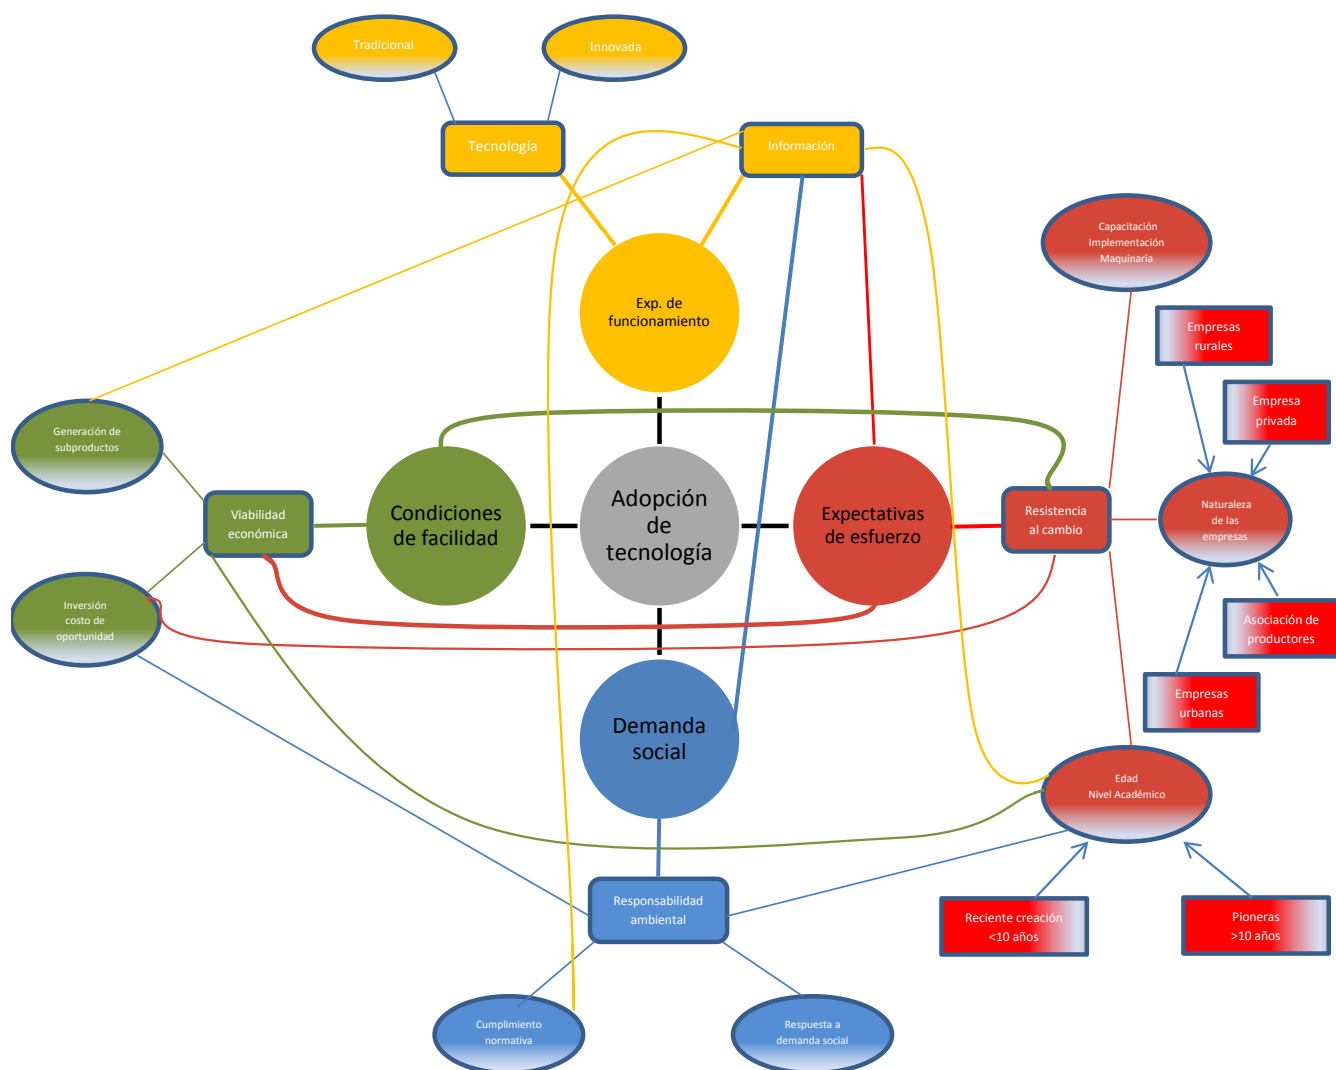 Tradicional
Innovada
Tecnología
Información
Capacitación
Implementación
Maquinaria
Exp. de
funcionamiento
Empresas
rurales
Empresa
privada
Generación de
subproductos
Viabilidad
económica
Condiciones
de facilidad
Adopción
de
tecnología
Expectativas
de esfuerzo
Resistencia
al cambio
Naturaleza
de las
empresas
Inversión
costo de
oportunidad
Asociación de
productores
Empresas
urbanas
Demanda
social
Edad
Nivel Académico
Responsabilidad
ambiental
Reciente creación
<10 años
Pioneras
>10 años
Cumplimiento
normativa
Respuesta a
demanda social